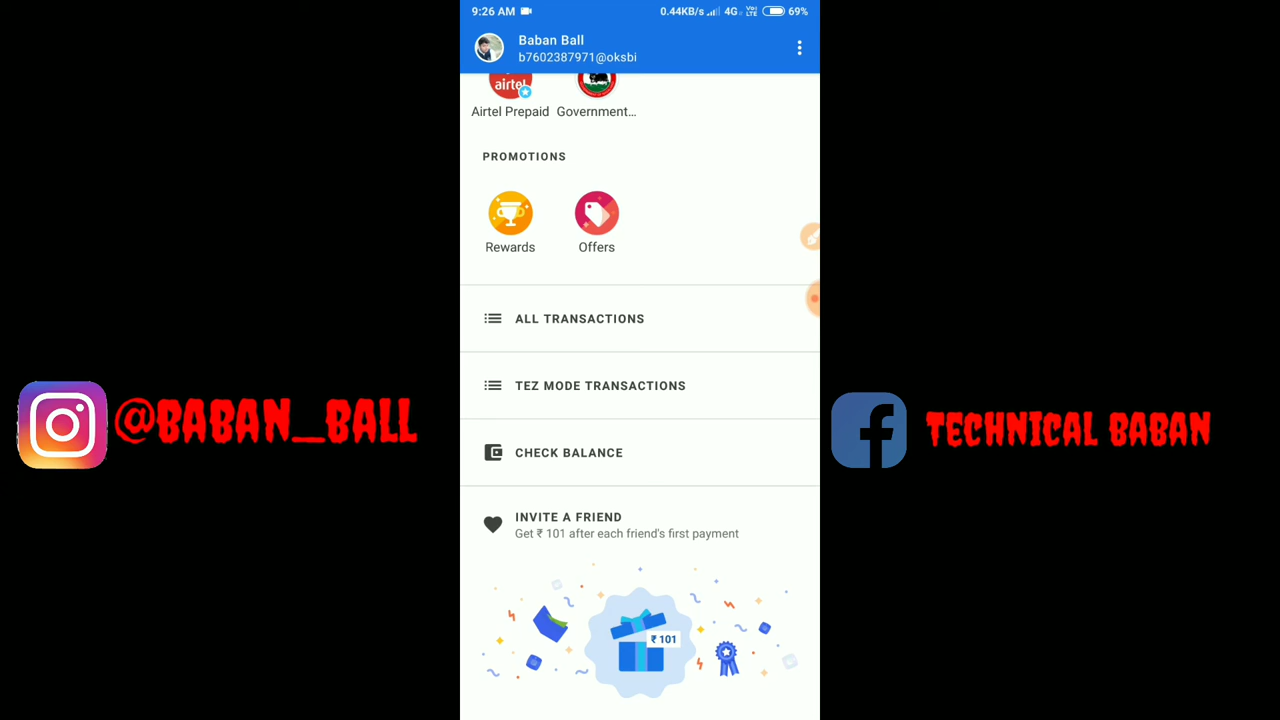 9:26 AM
0.44KB/s 4G VoLTE 69%
Baban Ball
b7602387971@oksbi
airtel
Airtel Prepaid Government...
PROMOTIONS
Rewards Offers
ALL TRANSACTIONS
TEZ MODE TRANSACTIONS
@BABAN_BALL
TECHNICAL BABAN
CHECK BALANCE
INVITE A FRIEND
Get ₹ 101 after each friend's first payment
₹ 101